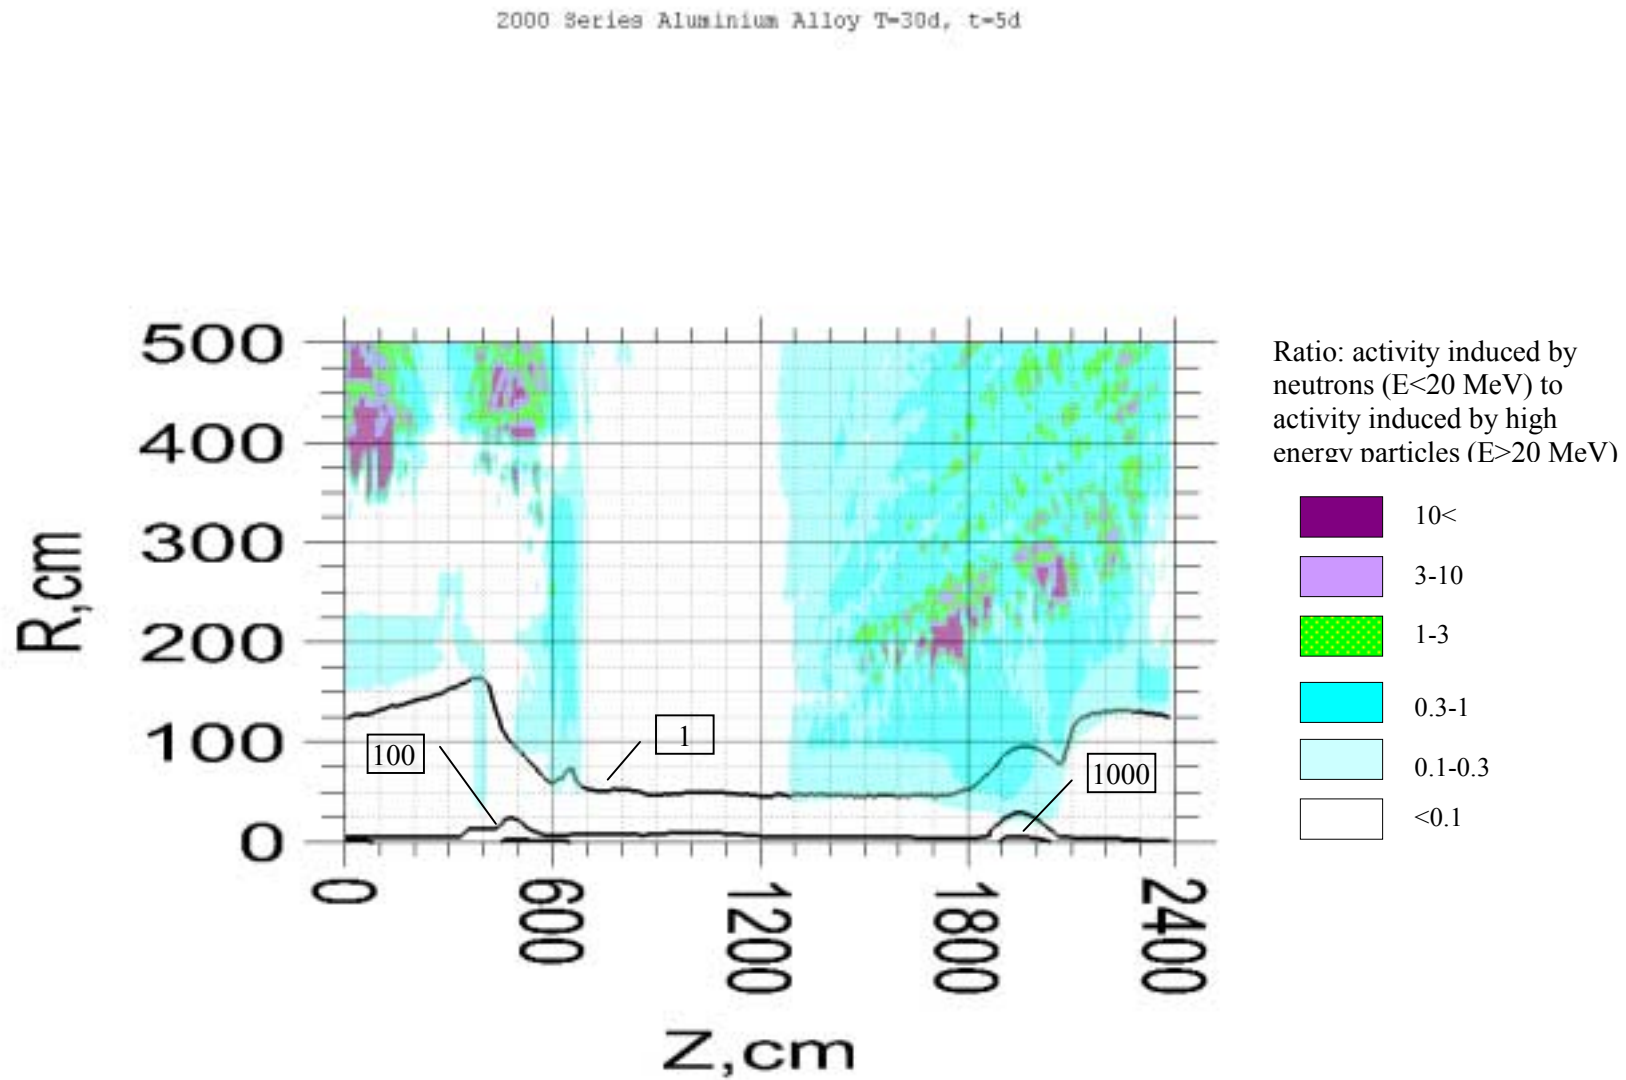 2000 Series Aluminium Alloy T=30d, t=5d
Ratio: activity induced by
neutrons (E<20 MeV) to
activity induced by high
energy particles (E>20 MeV)
10<
3-10
1-3
0.3-1
0.1-0.3
<0.1
500
400
300
200
100
0
R,cm
100
1
1000
0
600
1200
1800
2400
Z,cm